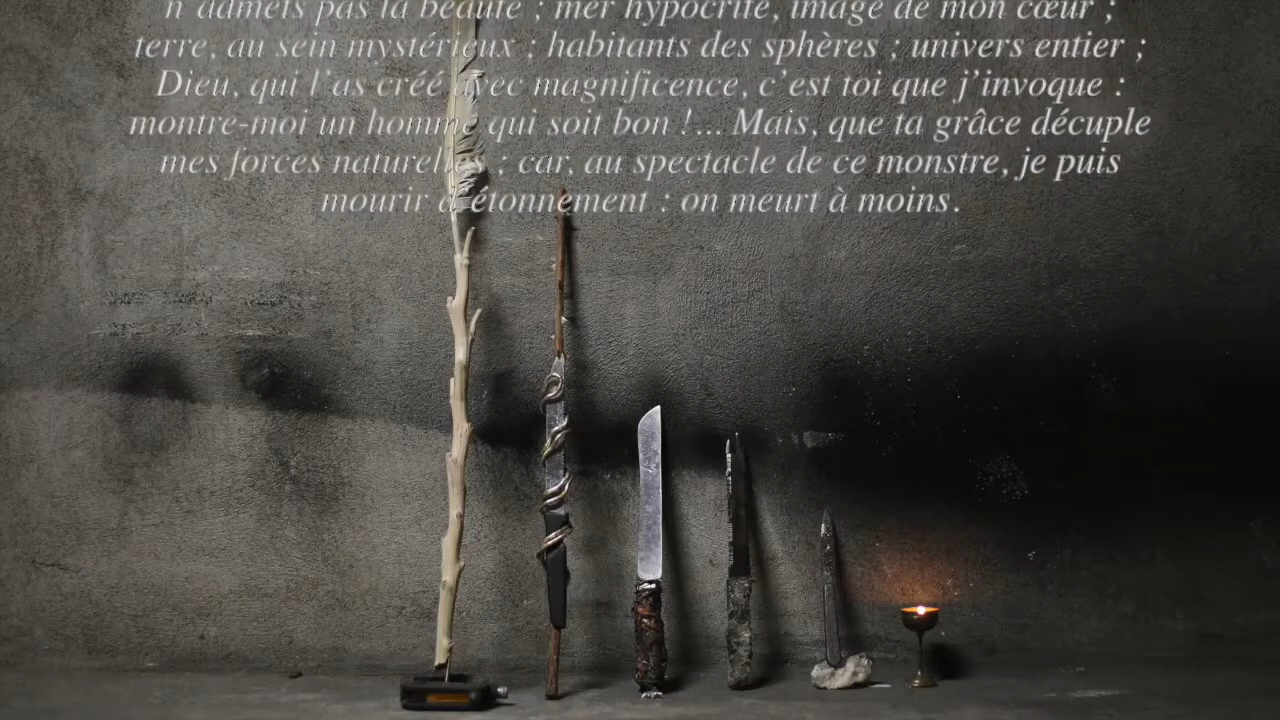 n’admets pas la beauté ; mer hypocrite, image de mon cœur ;
terre, au sein mystérieux ; habitants des sphères ; univers entier ;
Dieu, qui l’as créé avec magnificence, c’est toi que j’invoque :
montre-moi un homme qui soit bon !... Mais, que ta grâce décuple
mes forces naturelles ; car, au spectacle de ce monstre, je puis
mourir d’étonnement : on meurt à moins.